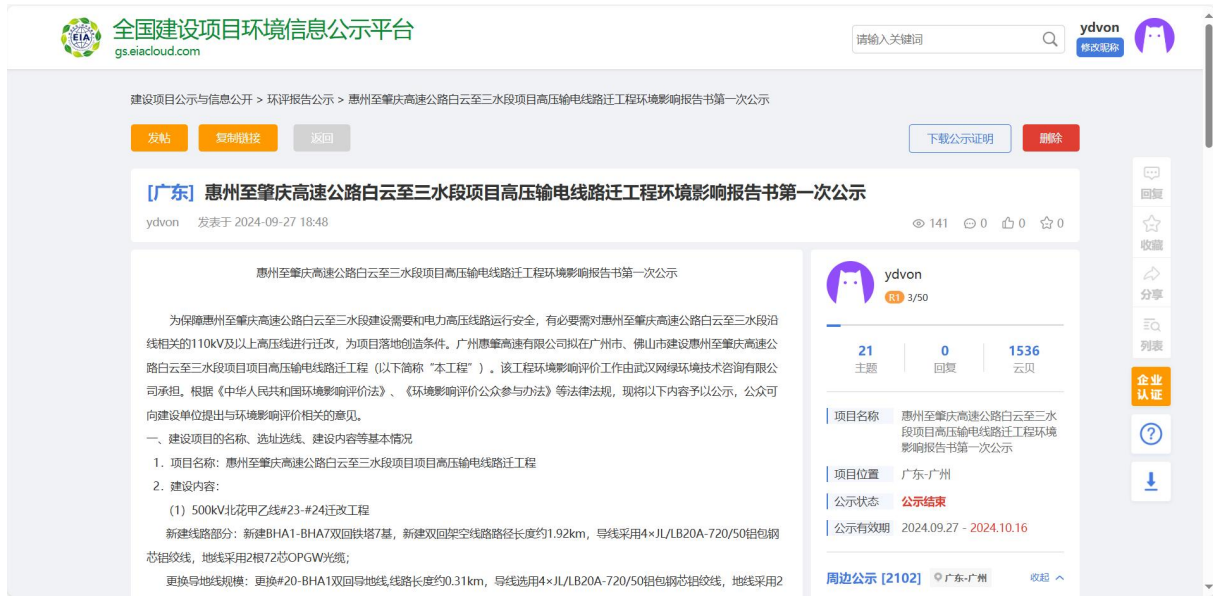 EIA
全国建设项目环境信息公示平台
gs.eiacloud.com
请输入关键词
ydvon
修改昵称
建设项目公示与信息公开 > 环评报告公示 > 惠州至肇庆高速公路白云至三水段项目高压输电线路迁工程环境影响报告书第一次公示
发帖
复制链接
返回
下载公示证明
删除
[广东] 惠州至肇庆高速公路白云至三水段项目高压输电线路迁工程环境影响报告书第一次公示
ydvon 发表于 2024-09-27 18:48
141 0 0 0
惠州至肇庆高速公路白云至三水段项目高压输电线路迁工程环境影响报告书第一次公示
为保障惠州至肇庆高速公路白云至三水段建设需要和电力高压线路运行安全，有必要需对惠州至肇庆高速公路白云至三水段沿
线相关的110kV及以上高压线进行迁改，为项目落地创造条件。广州惠肇高速有限公司拟在广州市、佛山市建设惠州至肇庆高速公
路白云至三水段项目项目高压输电线路迁工程（以下简称“本工程”）。该工程环境影响评价工作由武汉网绿环境技术咨询有限公
司承担。根据《中华人民共和国环境影响评价法》、《环境影响评价公众参与办法》等法律法规，现将以下内容予以公示，公众可
向建设单位提出与环境影响评价相关的意见。
一、建设项目的名称、选址选线、建设内容等基本情况
1. 项目名称：惠州至肇庆高速公路白云至三水段项目项目高压输电线路迁工程
2. 建设内容：
（1）500kV北花甲乙线#23-#24迁改工程
新建线路部分：新建BHA1-BHA7双回铁塔7基，新建双回架空线路路径长度约1.92km，导线采用4×JL/LB20A-720/50铝包钢
芯铝绞线，地线采用2根72芯OPGW光缆；
更换导地线规模：更换#20-BHA1双回导地线,线路长度约0.31km，导线选用4×JL/LB20A-720/50铝包钢芯铝绞线，地线采用2
ydvon
R1 3/50
21 0 1536
主题 回复 云贝
项目名称 惠州至肇庆高速公路白云至三水
段项目高压输电线路迁工程环境
影响报告书第一次公示
项目位置 广东-广州
公示状态 公示结束
公示有效期 2024.09.27 - 2024.10.16
周边公示 [2102] 广东-广州 收起
回复
收藏
分享
列表
企业
认证